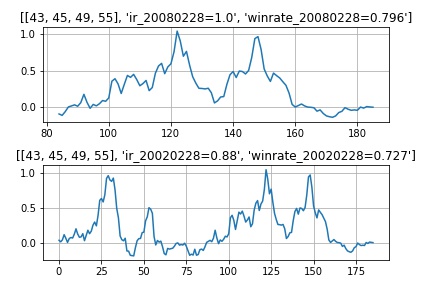 [[43, 45, 49, 55], 'ir_20080228=1.0', 'winrate_20080228=0.796']
1.0
0.5
0.0
80 100 120 140 160 180
[[43, 45, 49, 55], 'ir_20020228=0.88', 'winrate_20020228=0.727']
1.0
0.5
0.0
0 25 50 75 100 125 150 175